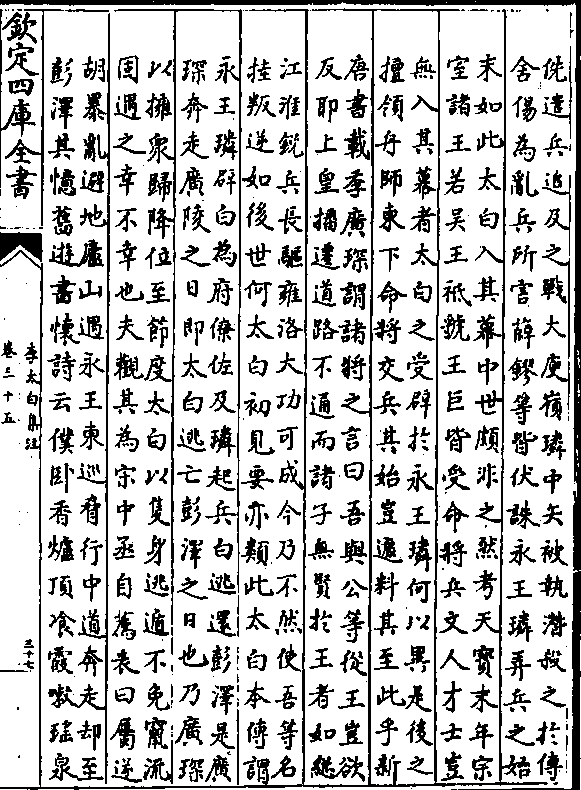 侁遣兵追及之戰大庾嶺璘中矢被執潛殺之於傳
舍偒為亂兵所害薛鏐等皆伏誅永王璘弄兵之始
末如此太白入其幕中世頗非之然考天寶末年宗
室諸王若吴王祗虢王巨皆受命將兵文人才士豈
無入其幕者太白之受辟於永王璘何以異是後之
擅領舟師東下命將交兵其始豈遽料其至此乎新
唐書載季廣琛謂諸將之言曰吾與公等從王豈欲
反耶上皇播遷道路不通而諸子無賢於王者如總
江淮銳兵長驅雍洛大功可成今乃不然使吾等名
挂叛逆如後世何太白初見要亦類此太白本傳謂
永王璘辟白為府僚佐及璘起兵白逃還彭澤是廣
琛奔走廣陵之日即太白逃亡彭澤之日也乃廣琛
以擁衆歸降位至節度太白以隻身逃遁不免竄流
固遇之幸不幸也夫觀其為宋中丞自薦表曰屬逆
胡暴亂避地廬山遇永王東巡脅行中道奔走却至
彭澤其憶舊遊書懷詩云僕卧香爐頂飡霞嗽瑤泉
欽定四庫全書
李太白集注
卷三十五
三十七